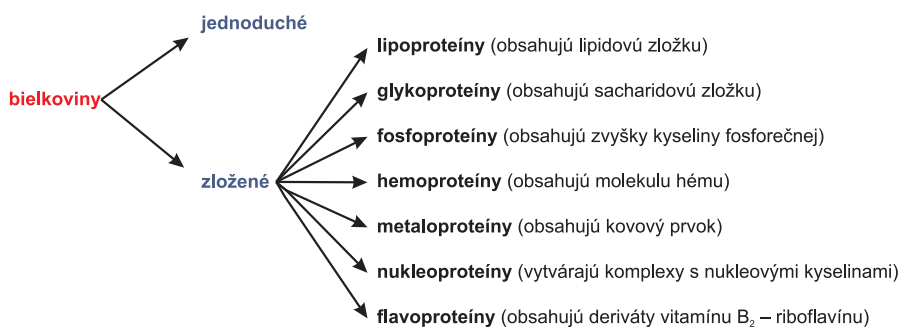 jednoduché
bielkoviny
zložené
lipoproteíny (obsahujú lipidovú zložku)
glykoproteíny (obsahujú sacharidovú zložku)
fosfoproteíny (obsahujú zvyšky kyseliny fosforečnej)
hemoproteíny (obsahujú molekulu hému)
metaloproteíny (obsahujú kovový prvok)
nukleoproteíny (vytvárajú komplexy s nukleovými kyselinami)
flavoproteíny (obsahujú deriváty vitamínu B₂ – riboflavínu)